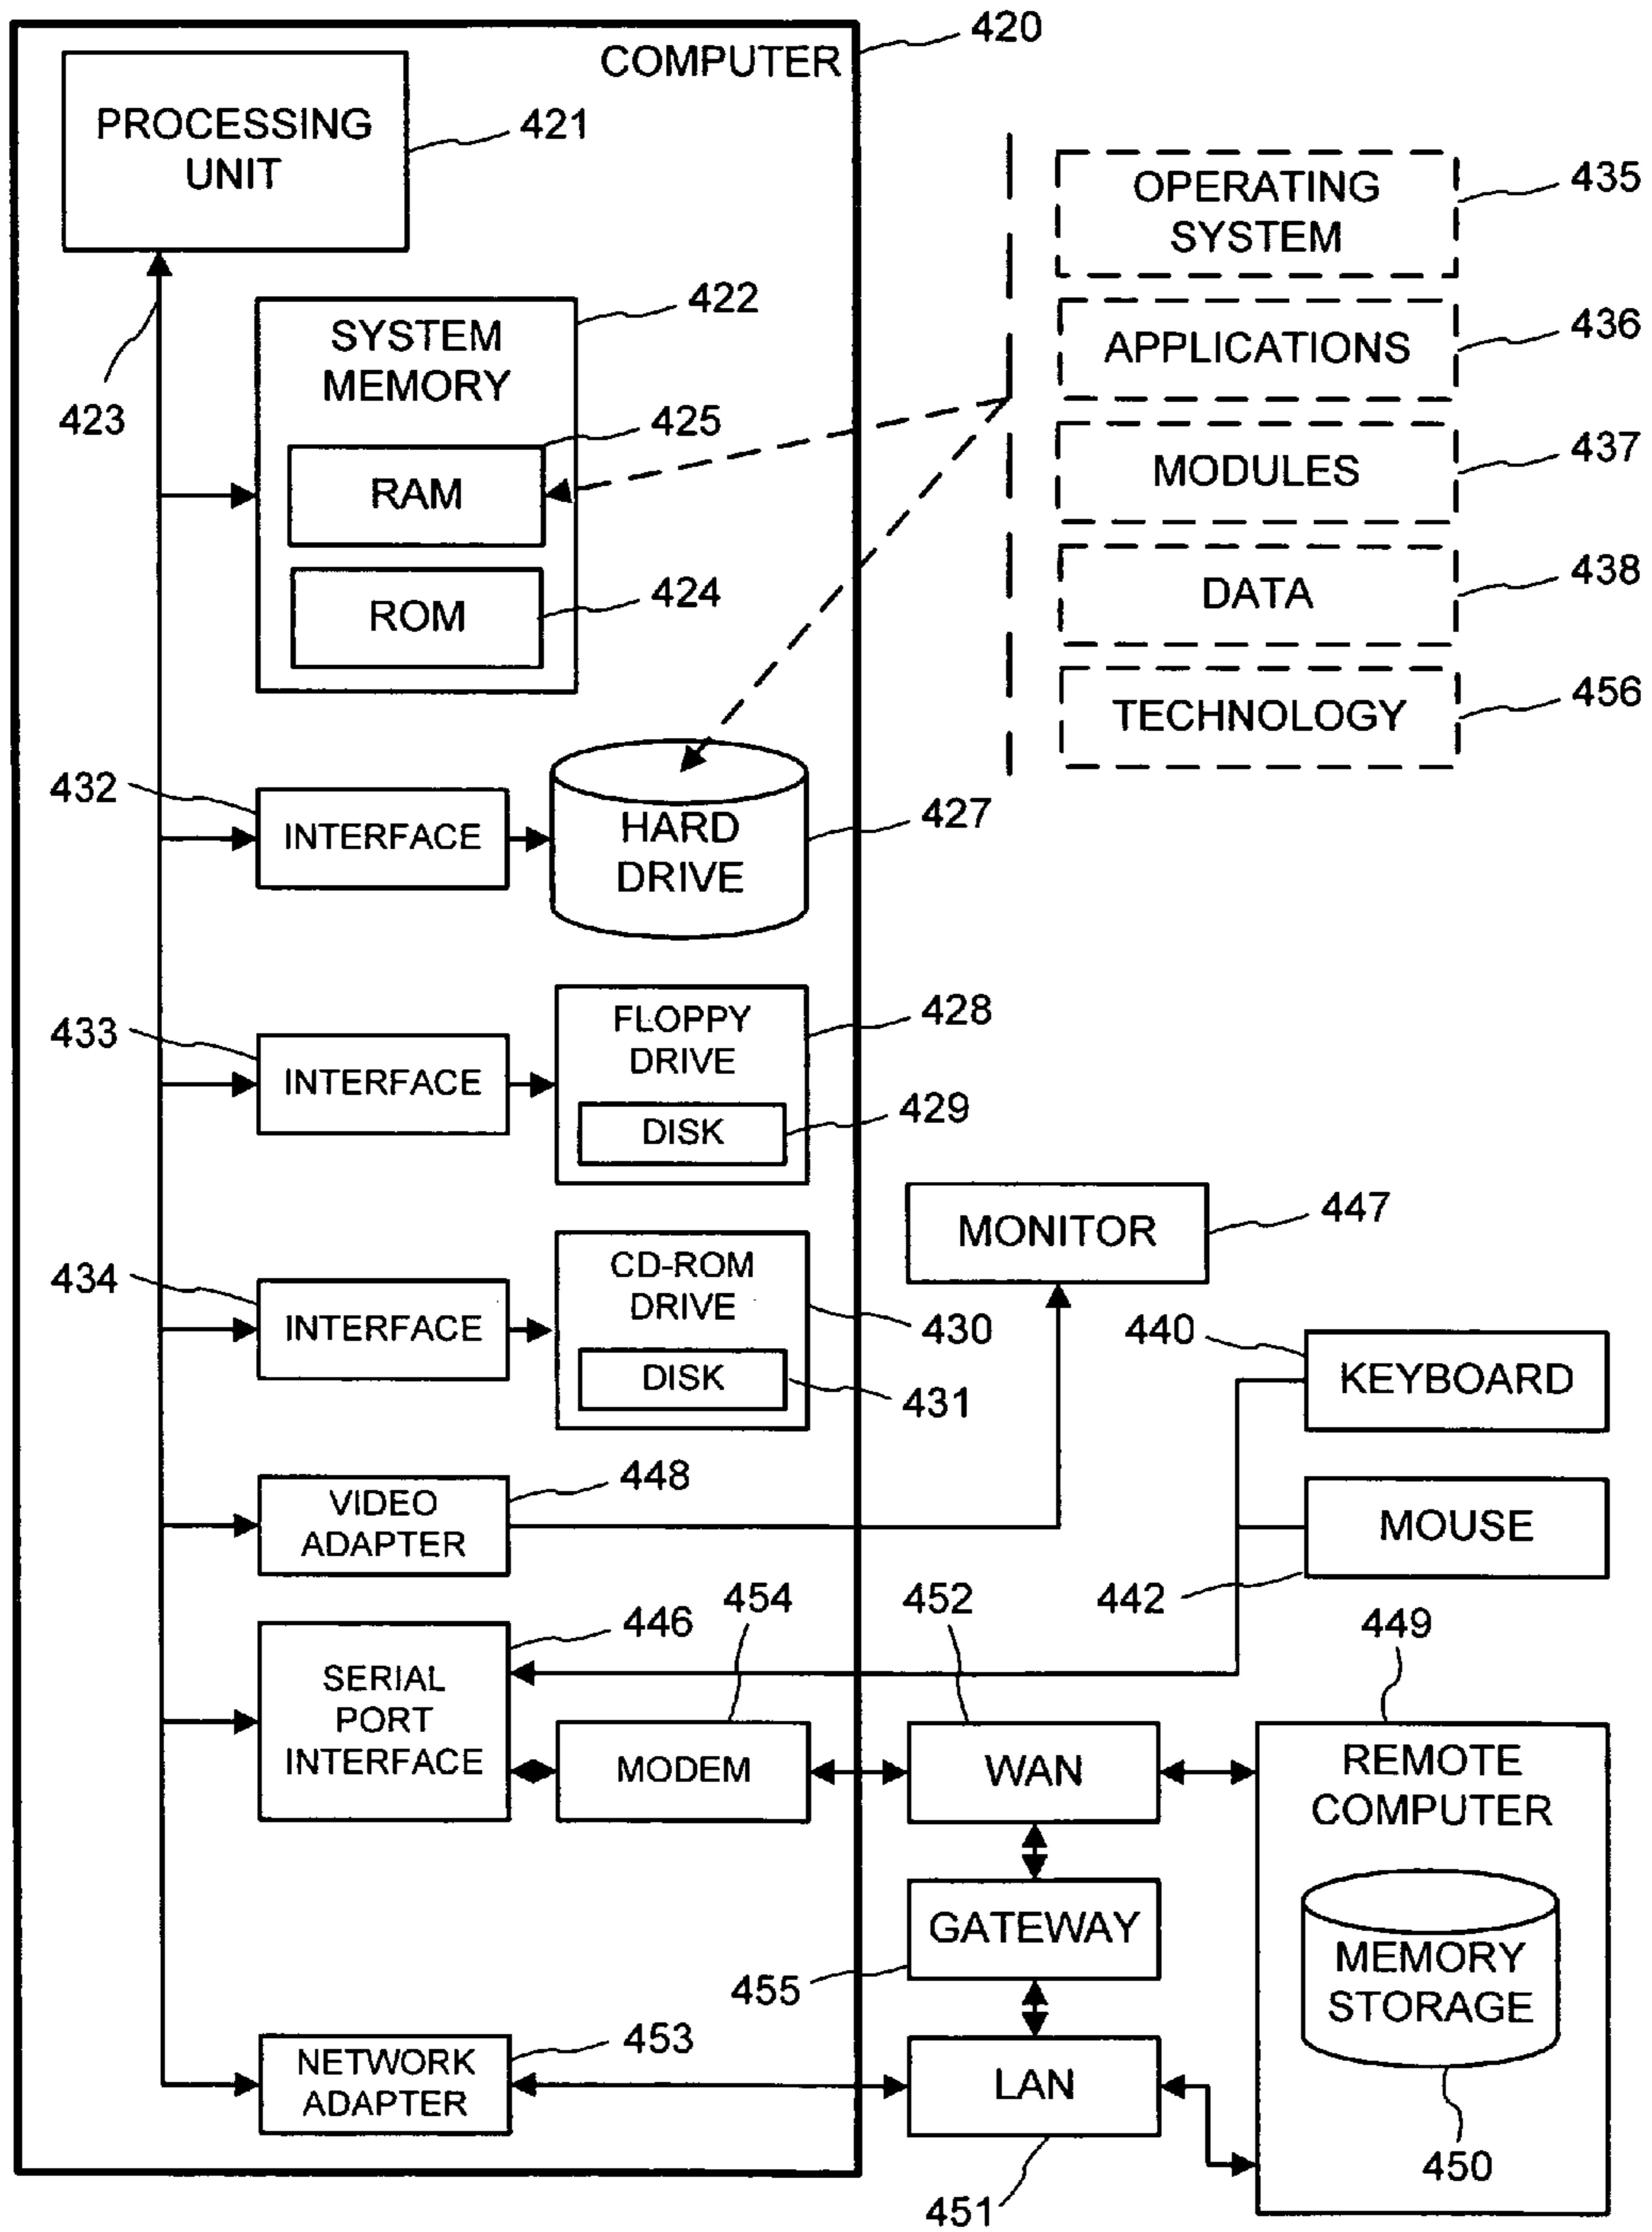 420
COMPUTER
PROCESSING
UNIT
421
423
422
SYSTEM
MEMORY
425
RAM
424
ROM
OPERATING
SYSTEM
435
APPLICATIONS
436
MODULES
437
DATA
438
TECHNOLOGY
456
432
INTERFACE
HARD
DRIVE
427
433
INTERFACE
FLOPPY
DRIVE
428
DISK
429
434
INTERFACE
CD-ROM
DRIVE
430
DISK
431
MONITOR
447
440
KEYBOARD
MOUSE
442
VIDEO
ADAPTER
448
446
SERIAL
PORT
INTERFACE
454
MODEM
452
WAN
449
REMOTE
COMPUTER
GATEWAY
455
MEMORY
STORAGE
450
453
NETWORK
ADAPTER
LAN
451